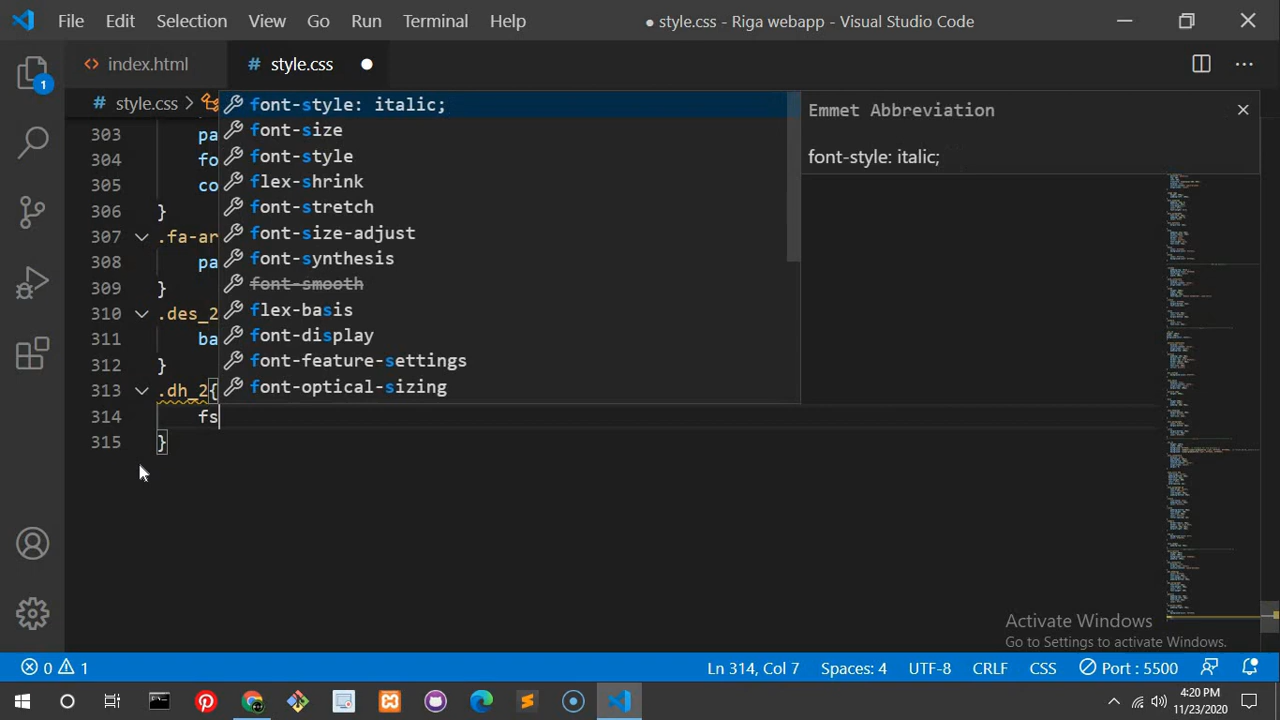 File Edit Selection View Go Run Terminal Help
● style.css - Riga webapp - Visual Studio Code
<> index.html
# style.css ●
# style.css >
font-style: italic;
font-size
font-style
flex-shrink
font-stretch
font-size-adjust
font-synthesis
font-smooth
flex-basis
font-display
font-feature-settings
font-optical-sizing
Emmet Abbreviation
font-style: italic;
303 pa
304 fo
305 co
306 }
307 .fa-ar
308 pa
309 }
310 .des_2
311 ba
312 }
313 .dh_2{
314 fs
315 }
1
Activate Windows
Go to Settings to activate Windows.
0 1 Ln 314, Col 7 Spaces: 4 UTF-8 CRLF CSS Port : 5500
4:20 PM
11/23/2020